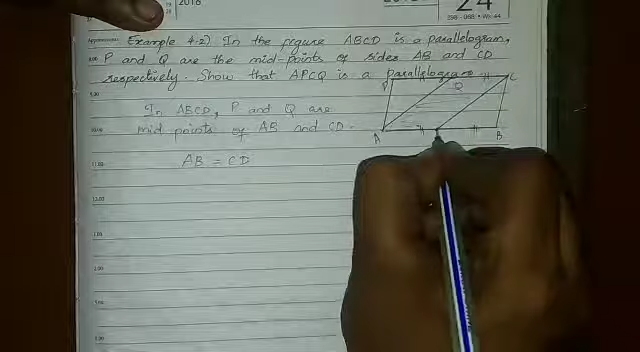 2018
24
Example 4.2) In the figure ABCD is a parallelogram,
P and Q are the mid-points of sides AB and CD
respectively. Show that APCQ is a parallelogram
D
Q
C
In ABCD, P and Q are
mid points of AB and CD.
A
B
AB = CD